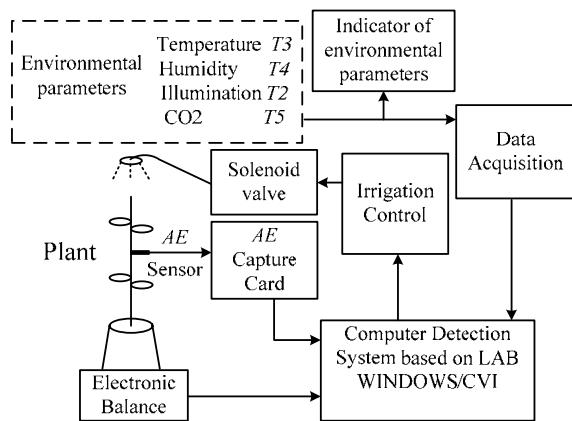 Environmental
parameters
Temperature T3
Humidity T4
Illumination T2
CO2 T5
Indicator of
environmental
parameters
Data
Acquisition
Solenoid
valve
Irrigation
Control
Plant
AE
Sensor
AE
Capture
Card
Computer Detection
System based on LAB
WINDOWS/CVI
Electronic
Balance